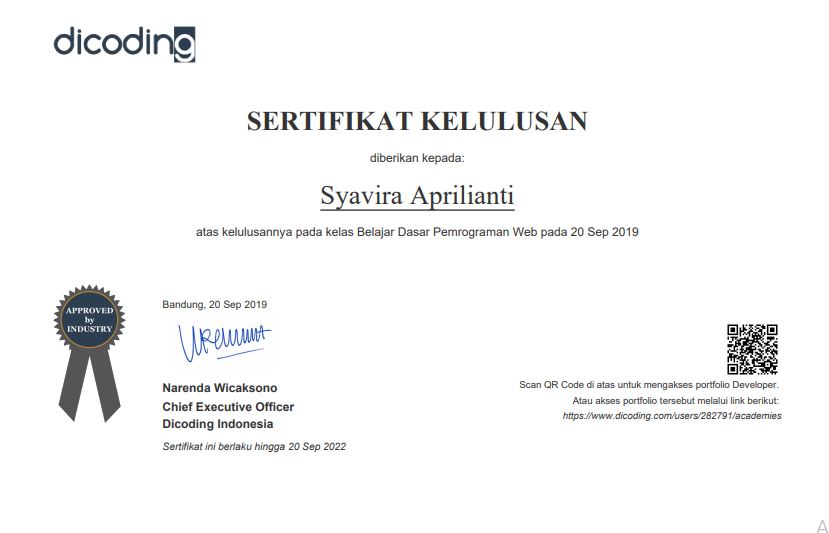 dicoding
SERTIFIKAT KELULUSAN
diberikan kepada:
Syavira Aprilianti
atas kelulusannya pada kelas Belajar Dasar Pemrograman Web pada 20 Sep 2019
APPROVED
by
INDUSTRY
Bandung, 20 Sep 2019
Narenda Wicaksono
Chief Executive Officer
Dicoding Indonesia
Sertifikat ini berlaku hingga 20 Sep 2022
Scan QR Code di atas untuk mengakses portfolio Developer.
Atau akses portfolio tersebut melalui link berikut:
https://www.dicoding.com/users/282791/academies
A